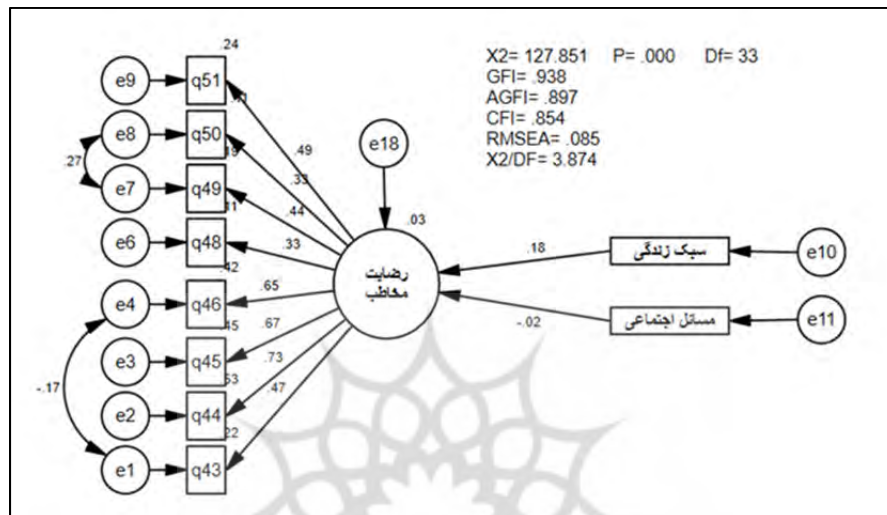 X2= 127.851 P= .000 Df= 33
GFI= .938
AGFI= .897
CFI= .854
RMSEA= .085
X2/DF= 3.874
.24
e9 q51
e8 q50
.19
.27
e7 q49
.11
e6 q48
.42
e4 q46
.45
e3 q45
.53
-.17
e2 q44
.22
e1 q43
.49
.33
.44
.33
.65
.67
.73
.47
e18
.03
رضایت
مخاطب
.18
سبک زندگی
e10
-.02
مسائل اجتماعی
e11